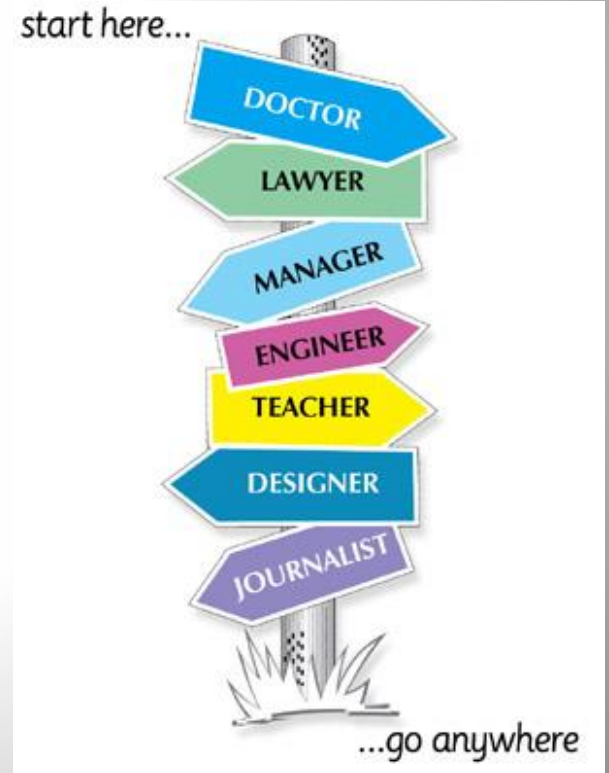 start here...
DOCTOR
LAWYER
MANAGER
ENGINEER
TEACHER
DESIGNER
JOURNALIST
...go anywhere